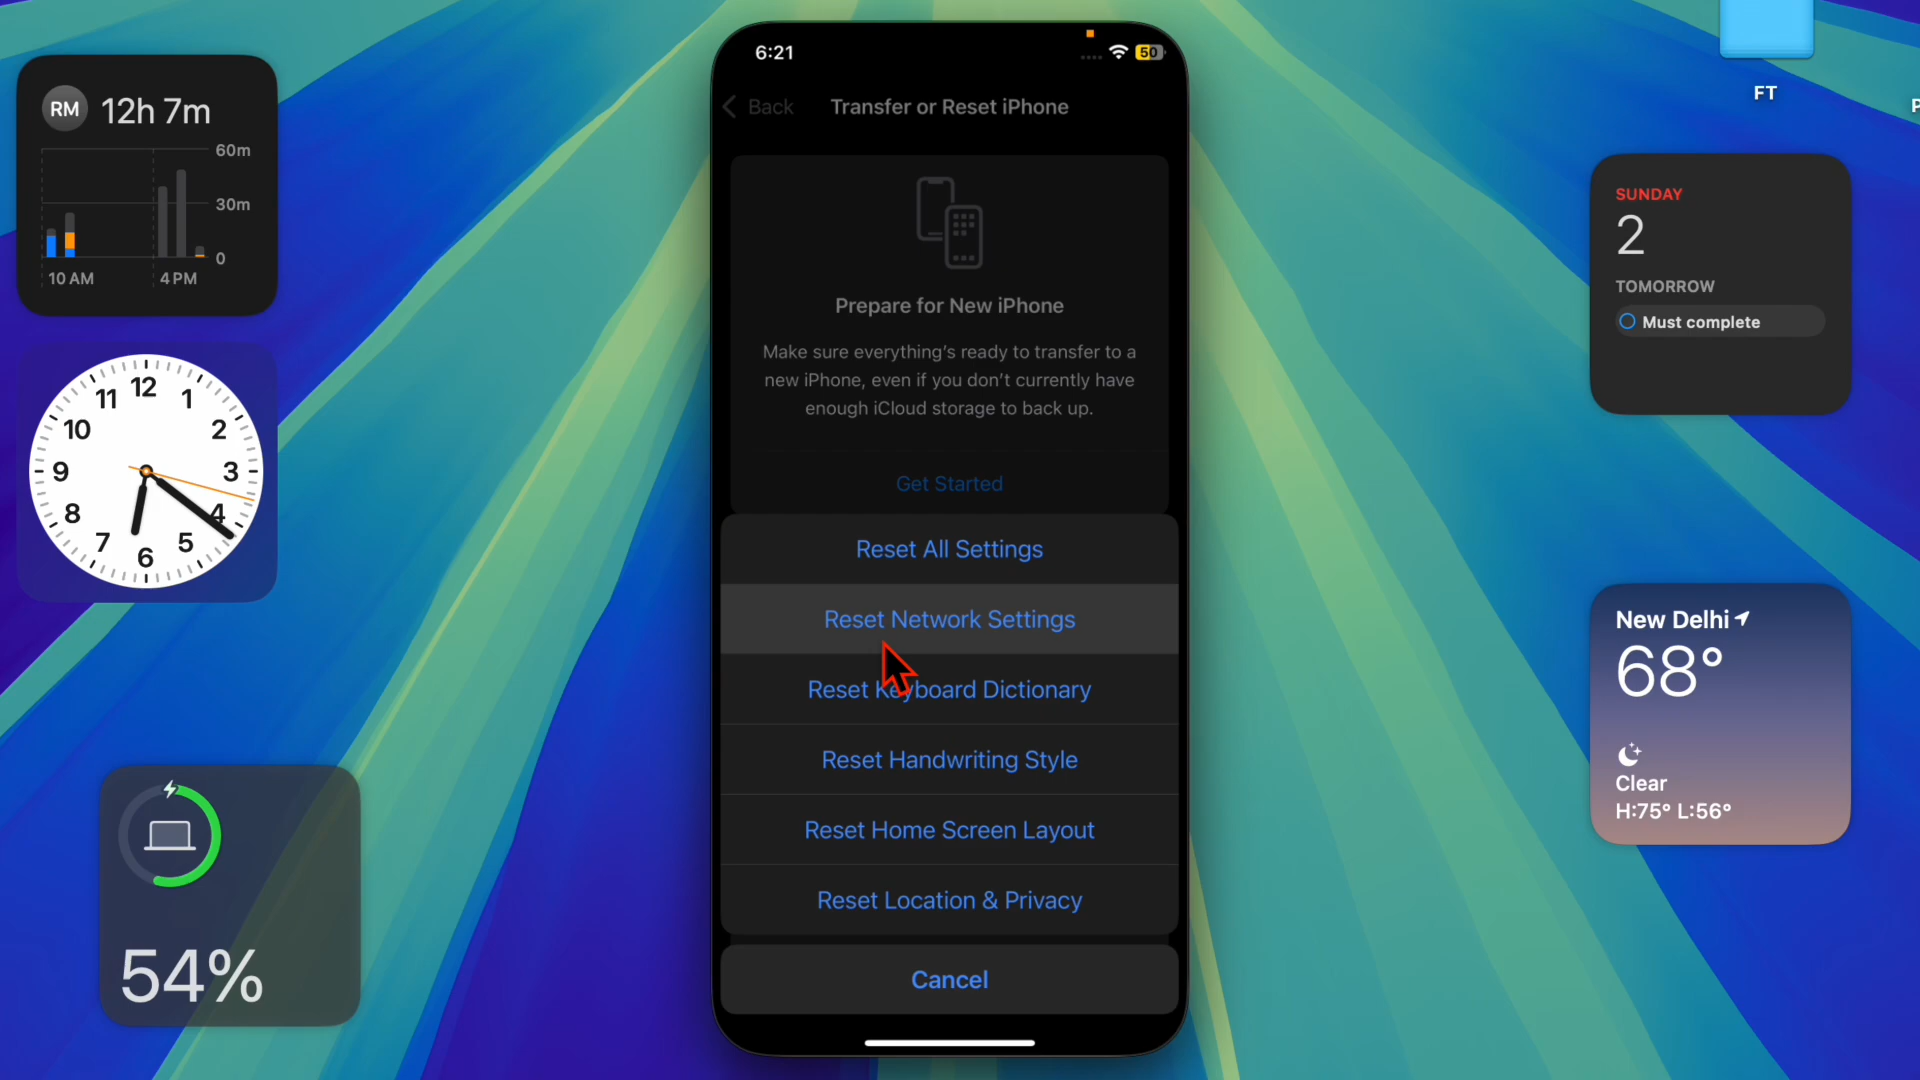 RM 12h 7m
60m
30m
0
10 AM 4 PM
12
11 1
10 2
9 3
8 4
7 5
6
54%
6:21
50
Back Transfer or Reset iPhone
Prepare for New iPhone
Make sure everything's ready to transfer to a
new iPhone, even if you don't currently have
enough iCloud storage to back up.
Get Started
Reset All Settings
Reset Network Settings
Reset Keyboard Dictionary
Reset Handwriting Style
Reset Home Screen Layout
Reset Location & Privacy
Cancel
FT
SUNDAY
2
TOMORROW
Must complete
New Delhi
68°
Clear
H:75° L:56°